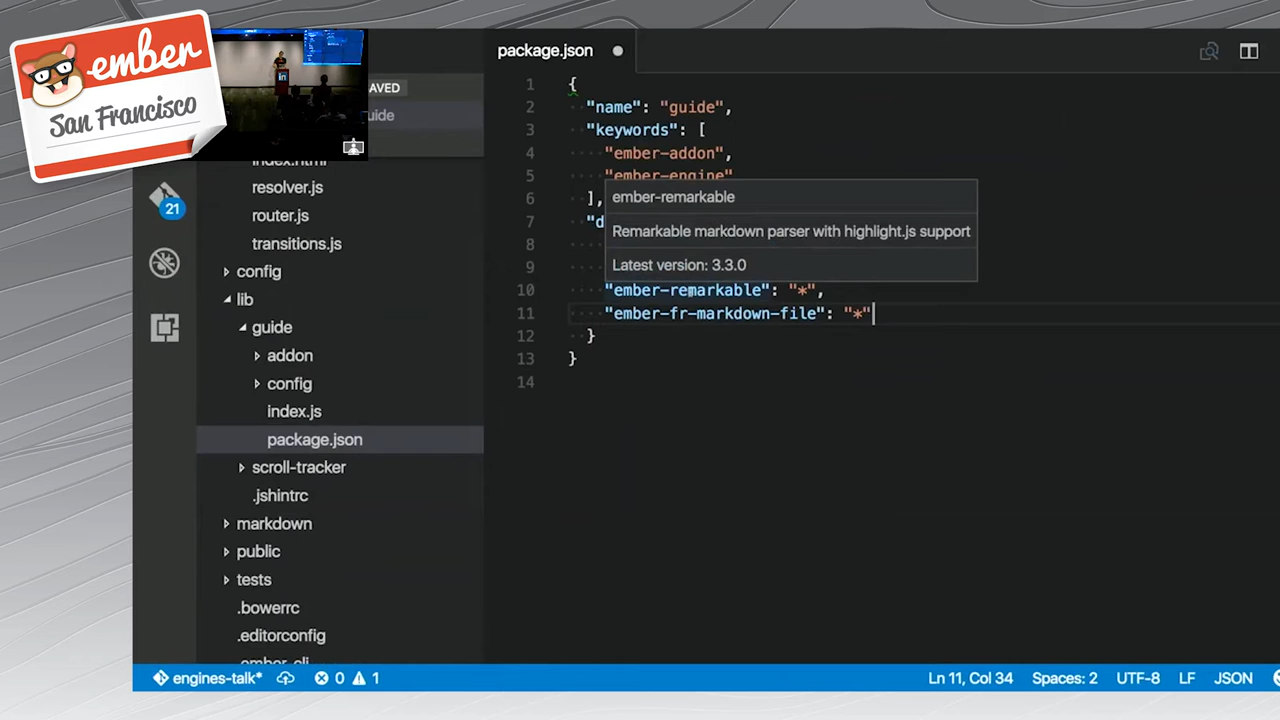 ember
San Francisco
in
AVED
uide
index.html
resolver.js
router.js
transitions.js
config
lib
guide
addon
config
index.js
package.json
scroll-tracker
.jshintrc
markdown
public
tests
.bowerrc
.editorconfig
.ember-cli
21
package.json
1 {
2 "name": "guide",
3 "keywords": [
4 "ember-addon",
5 "ember-engine"
6 ],
7 "d
8
9
10 "ember-remarkable": "*",
11 "ember-fr-markdown-file": "*"
12 }
13 }
14
ember-remarkable
Remarkable markdown parser with highlight.js support
Latest version: 3.3.0
engines-talk* 0 1 Ln 11, Col 34 Spaces: 2 UTF-8 LF JSON